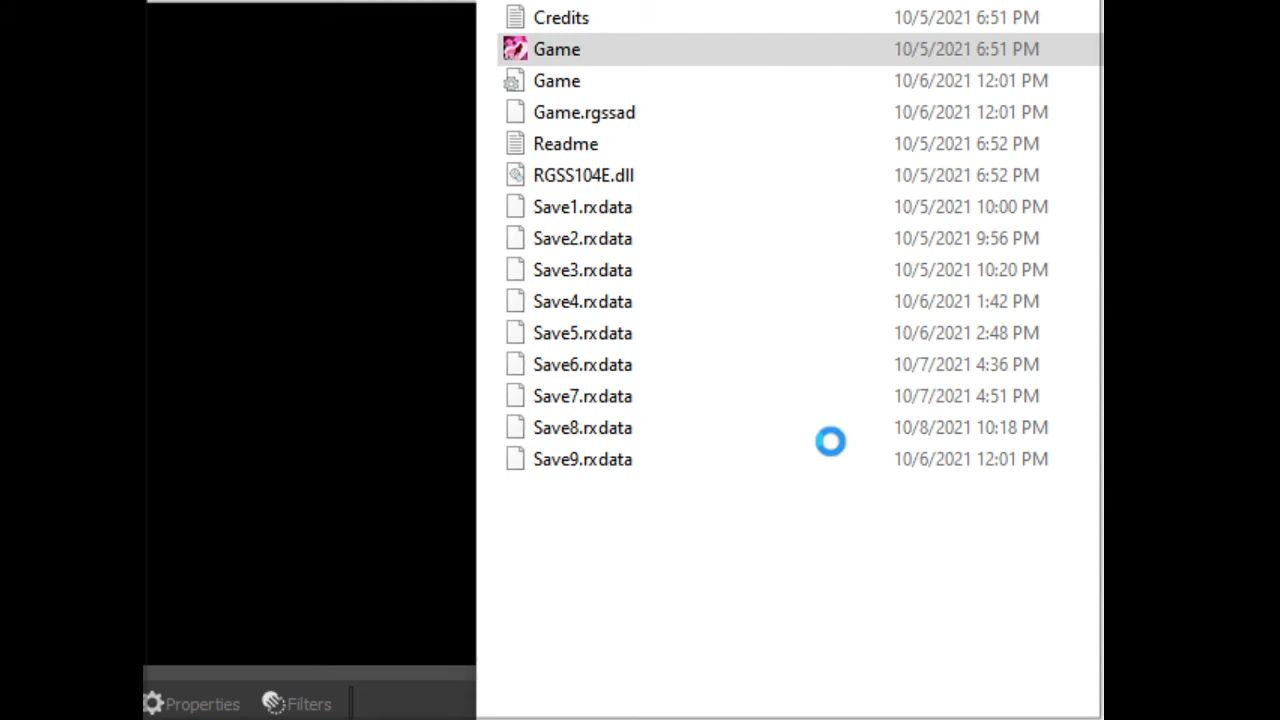 Credits 10/5/2021 6:51 PM
Game 10/5/2021 6:51 PM
Game 10/6/2021 12:01 PM
Game.rgssad 10/6/2021 12:01 PM
Readme 10/5/2021 6:52 PM
RGSS104E.dll 10/5/2021 6:52 PM
Save1.rxdata 10/5/2021 10:00 PM
Save2.rxdata 10/5/2021 9:56 PM
Save3.rxdata 10/5/2021 10:20 PM
Save4.rxdata 10/6/2021 1:42 PM
Save5.rxdata 10/6/2021 2:48 PM
Save6.rxdata 10/7/2021 4:36 PM
Save7.rxdata 10/7/2021 4:51 PM
Save8.rxdata 10/8/2021 10:18 PM
Save9.rxdata 10/6/2021 12:01 PM
Properties Filters